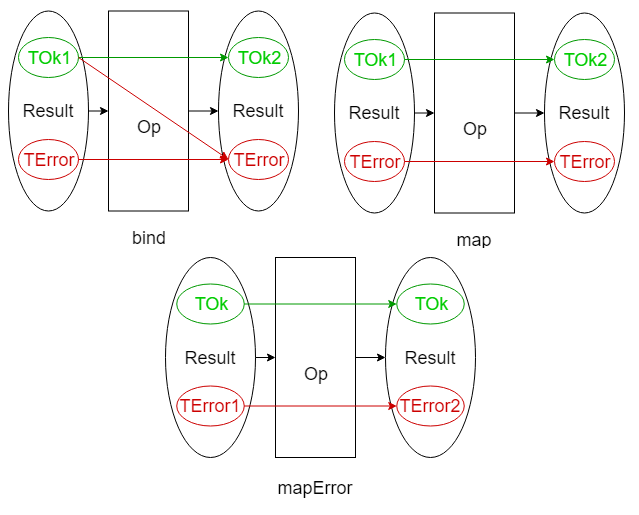 TOk1
TOk2
Result
Op
Result
TError
TError
bind
TOk1
TOk2
Result
Op
Result
TError
TError
map
TOk
TOk
Result
Op
Result
TError1
TError2
mapError